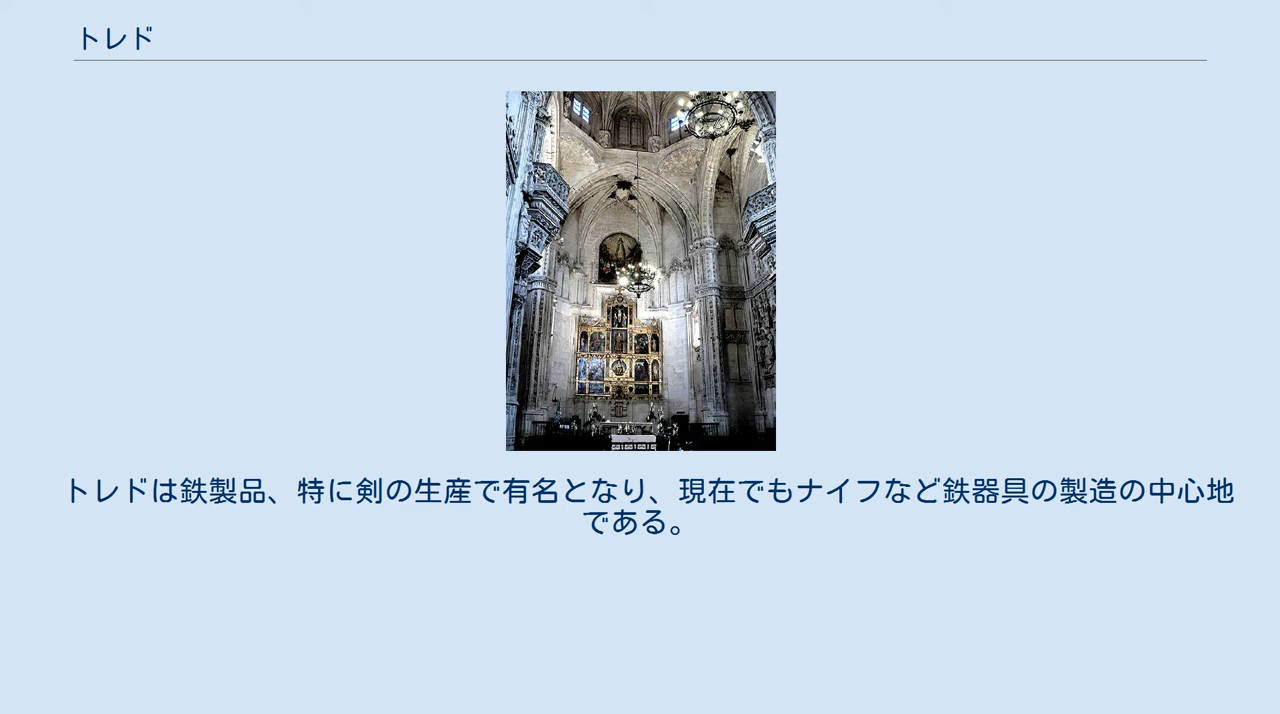 トレド
トレドは鉄製品、特に剣の生産で有名となり、現在でもナイフなど鉄器具の製造の中心地
である。